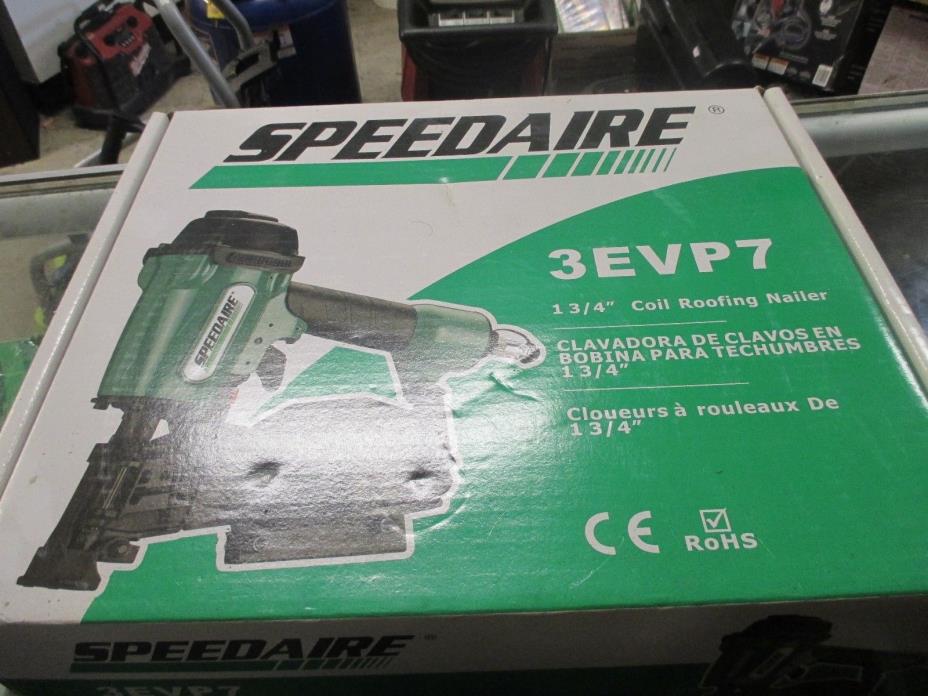 SPEEDAIRE ®
3EVP7
1 3/4" Coil Roofing Nailer
CLAVADORA DE CLAVOS EN
BOBINA PARA TECHUMBRES
1 3/4"
Cloueurs à rouleaux De
1 3/4"
SPEEDAIRE
CE
RoHS
SPEEDAIRE ®
3EVP7